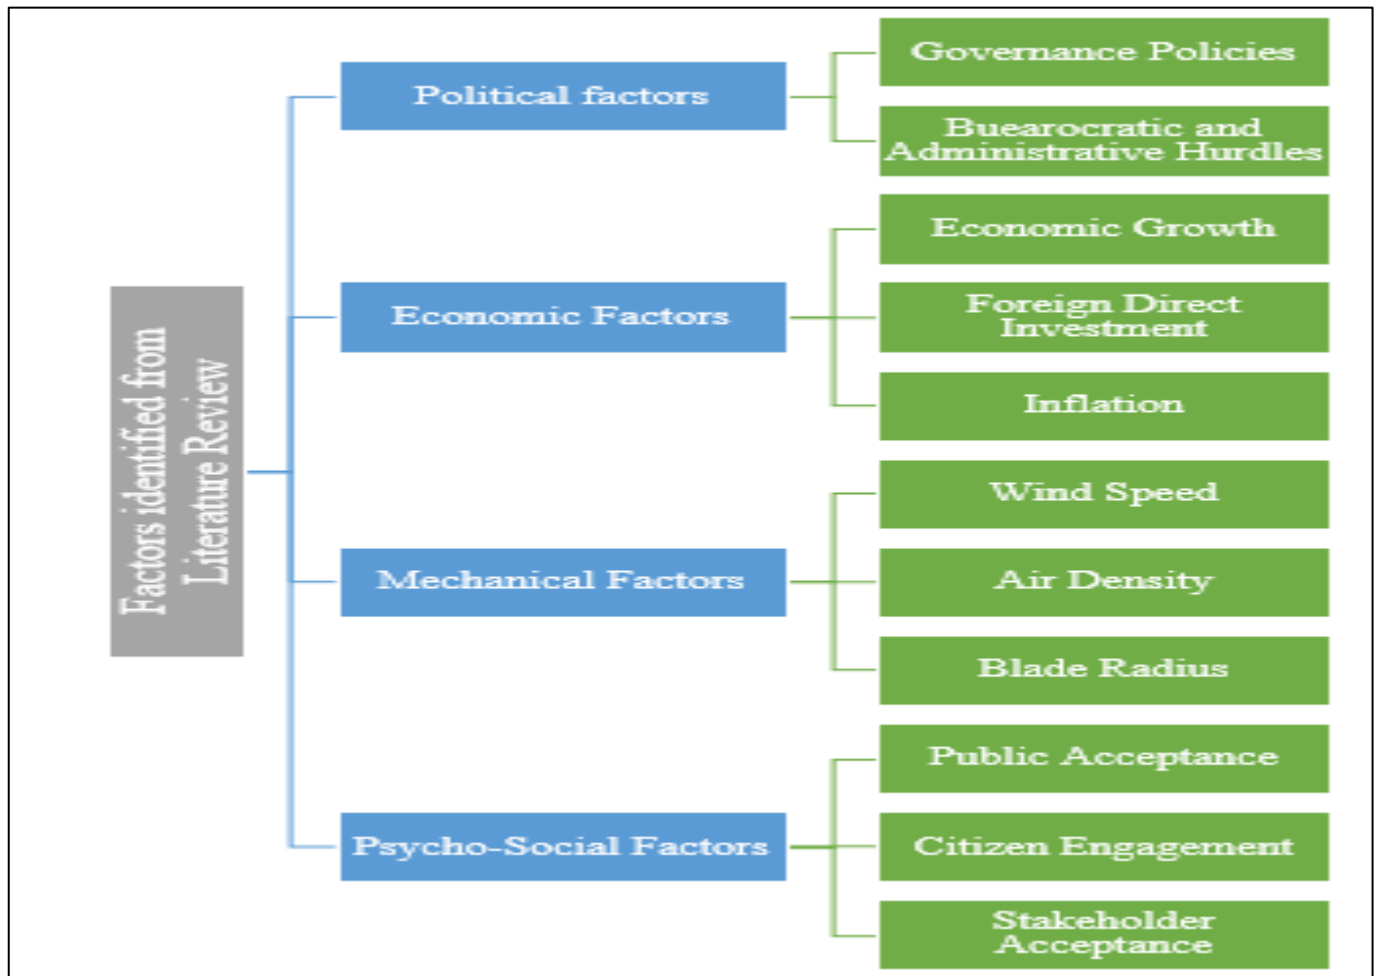 Factors identified from
Literature Review
Political factors
Governance Policies
Buearocratic and
Administrative Hurdles
Economic Factors
Economic Growth
Foreign Direct
Investment
Inflation
Mechanical Factors
Wind Speed
Air Density
Blade Radius
Psycho-Social Factors
Public Acceptance
Citizen Engagement
Stakeholder
Acceptance